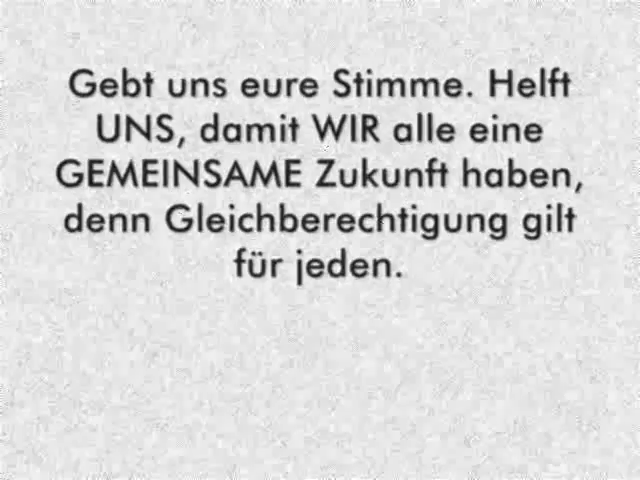 Gebt uns eure Stimme. Helft
UNS, damit WIR alle eine
GEMEINSAME Zukunft haben,
denn Gleichberechtigung gilt
für jeden.